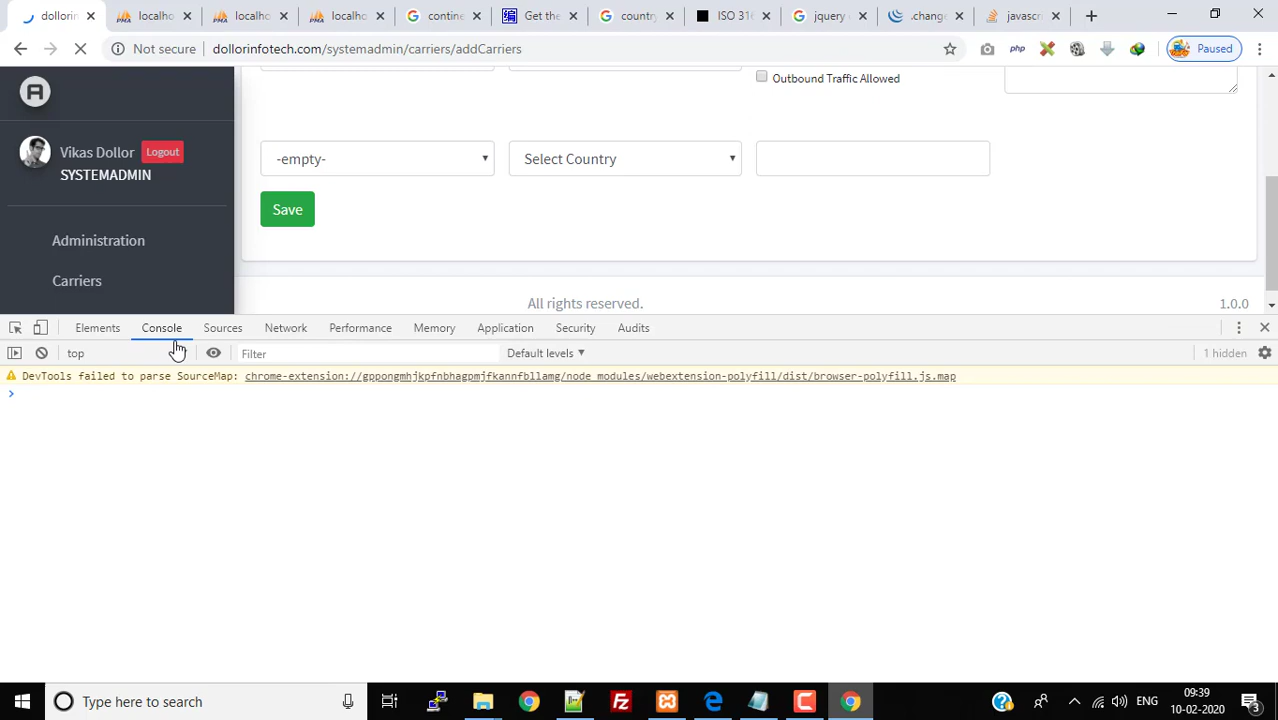 dollorin
localho
localho
localho
contine
Get the
country
ISO 316
jquery
.change
javascri
Not secure
dollorinfotech.com/systemadmin/carriers/addCarriers
php
Paused
Outbound Traffic Allowed
Vikas Dollor
Logout
SYSTEMADMIN
-empty-
Select Country
Save
Administration
Carriers
All rights reserved.
1.0.0
Elements
Console
Sources
Network
Performance
Memory
Application
Security
Audits
top
Filter
Default levels
1 hidden
DevTools failed to parse SourceMap: chrome-extension://gppongmhjkpfnbhagpmjfkannfbllamg/node_modules/webextension-polyfill/dist/browser-polyfill.js.map
Type here to search
ENG
09:39
10-02-2020
3